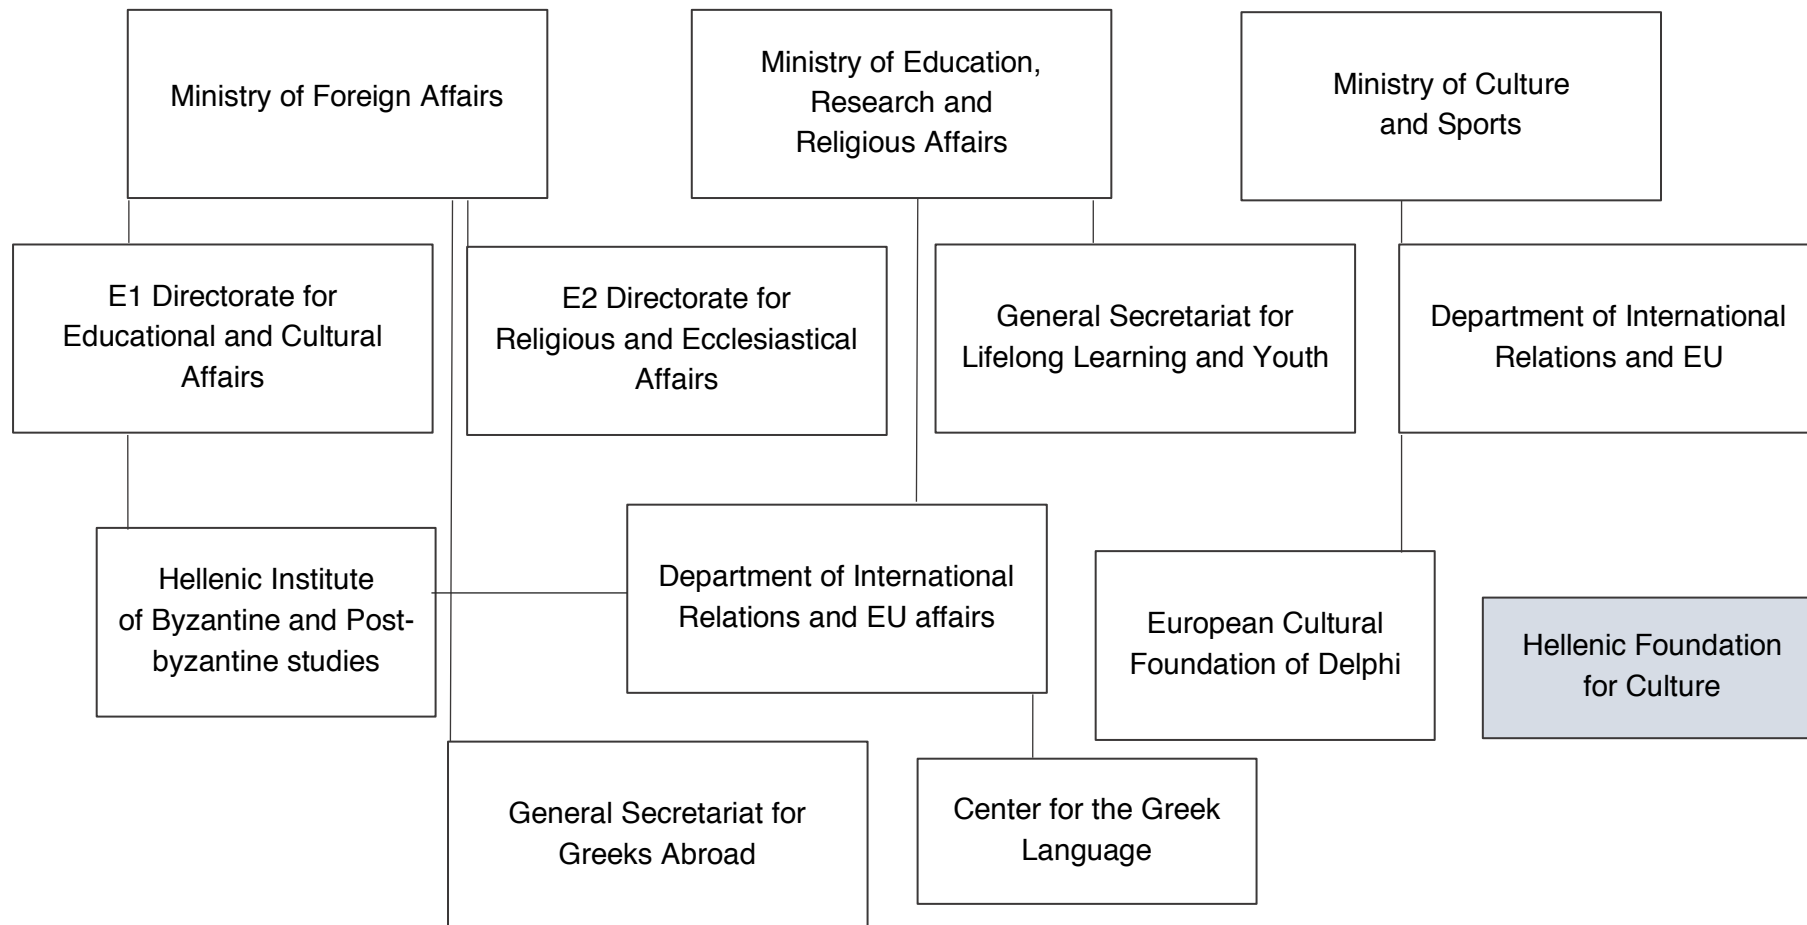 Ministry of Foreign Affairs
Ministry of Education,
Research and
Religious Affairs
Ministry of Culture
and Sports
E1 Directorate for
Educational and Cultural
Affairs
E2 Directorate for
Religious and Ecclesiastical
Affairs
General Secretariat for
Lifelong Learning and Youth
Department of International
Relations and EU
Hellenic Institute
of Byzantine and Post-
byzantine studies
Department of International
Relations and EU affairs
European Cultural
Foundation of Delphi
Hellenic Foundation
for Culture
General Secretariat for
Greeks Abroad
Center for the Greek
Language